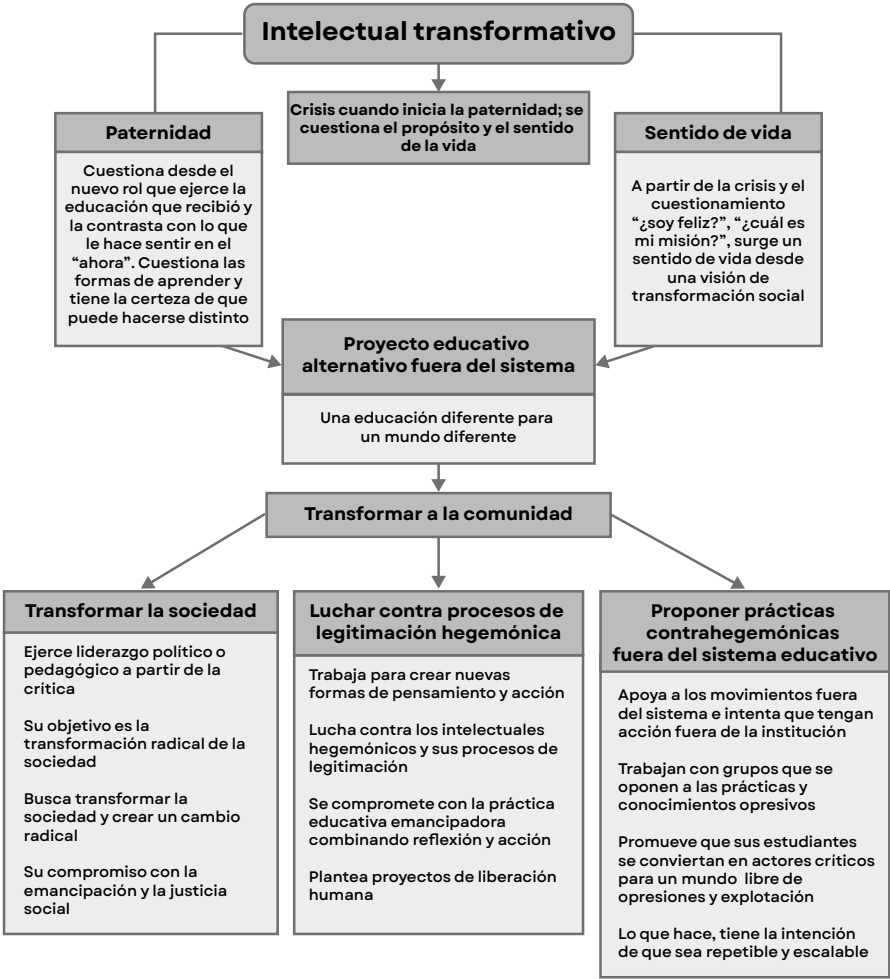 Intelectual transformativo
Crisis cuando inicia la paternidad; se
cuestiona el propósito y el sentido
de la vida
Paternidad
Cuestiona desde el
nuevo rol que ejerce la
educación que recibió y
la contrasta con lo que
le hace sentir en el
“ahora”. Cuestiona las
formas de aprender y
tiene la certeza de que
puede hacerse distinto
Sentido de vida
A partir de la crisis y el
cuestionamiento
“¿soy feliz?”, “¿cuál es
mi misión?”, surge un
sentido de vida desde
una visión de
transformación social
Proyecto educativo
alternativo fuera del sistema
Una educación diferente para
un mundo diferente
Transformar a la comunidad
Transformar la sociedad
Ejerce liderazgo político o
pedagógico a partir de la
crítica
Su objetivo es la
transformación radical de la
sociedad
Busca transformar la
sociedad y crear un cambio
radical
Su compromiso con la
emancipación y la justicia
social
Luchar contra procesos de
legitimación hegemónica
Trabaja para crear nuevas
formas de pensamiento y acción
Lucha contra los intelectuales
hegemónicos y sus procesos de
legitimación
Se compromete con la práctica
educativa emancipadora
combinando reflexión y acción
Plantea proyectos de liberación
humana
Proponer prácticas
contrahegemónicas
fuera del sistema educativo
Apoya a los movimientos fuera
del sistema e intenta que tengan
acción fuera de la institución
Trabajan con grupos que se
oponen a las prácticas y
conocimientos opresivos
Promueve que sus estudiantes
se conviertan en actores críticos
para un mundo libre de
opresiones y explotación
Lo que hace, tiene la intención
de que sea repetible y escalable